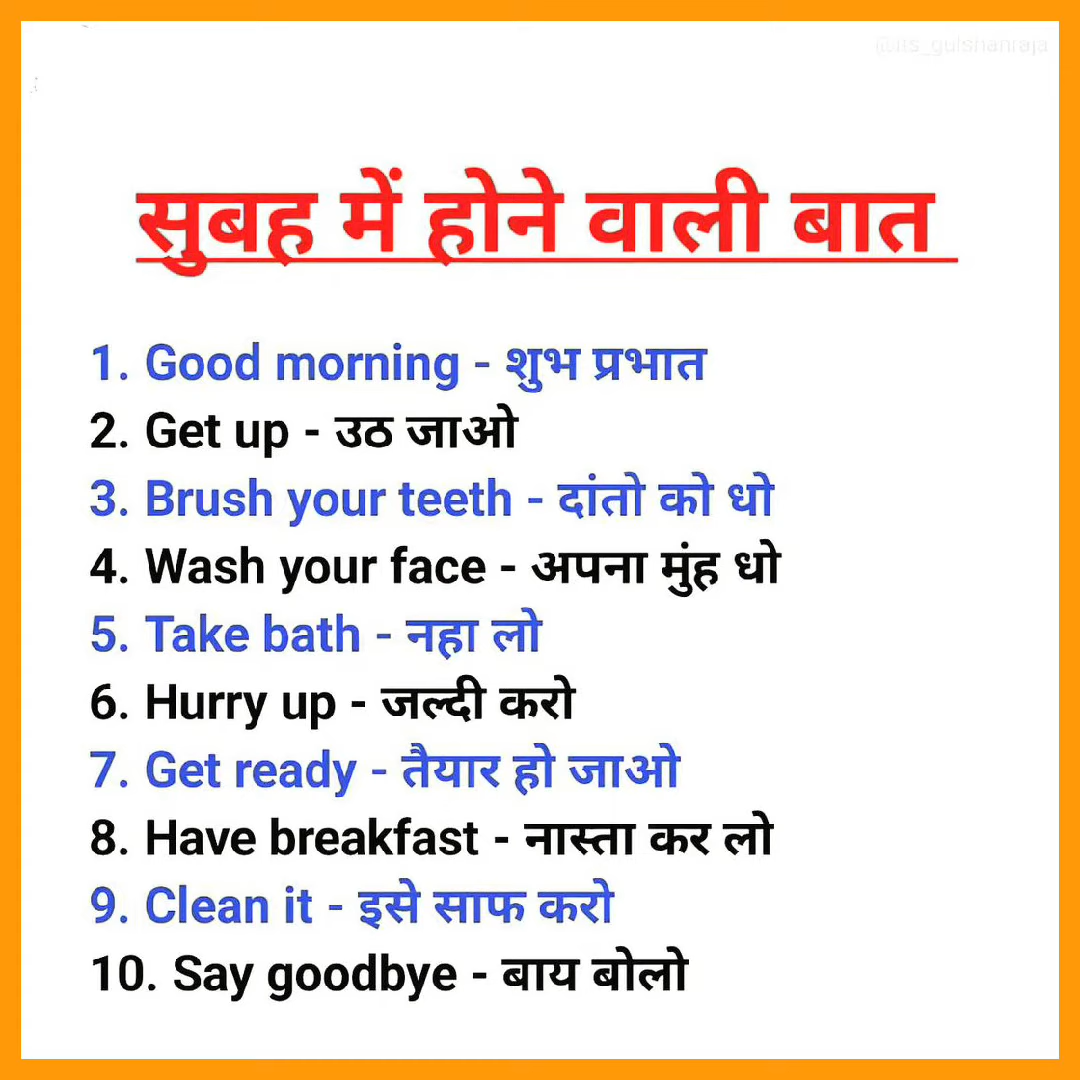 @its_gulshanraja
सुबह में होने वाली बात
1. Good morning - शुभ प्रभात
2. Get up - उठ जाओ
3. Brush your teeth - दांतो को धो
4. Wash your face - अपना मुंह धो
5. Take bath - नहा लो
6. Hurry up - जल्दी करो
7. Get ready - तैयार हो जाओ
8. Have breakfast - नास्ता कर लो
9. Clean it - इसे साफ करो
10. Say goodbye - बाय बोलो